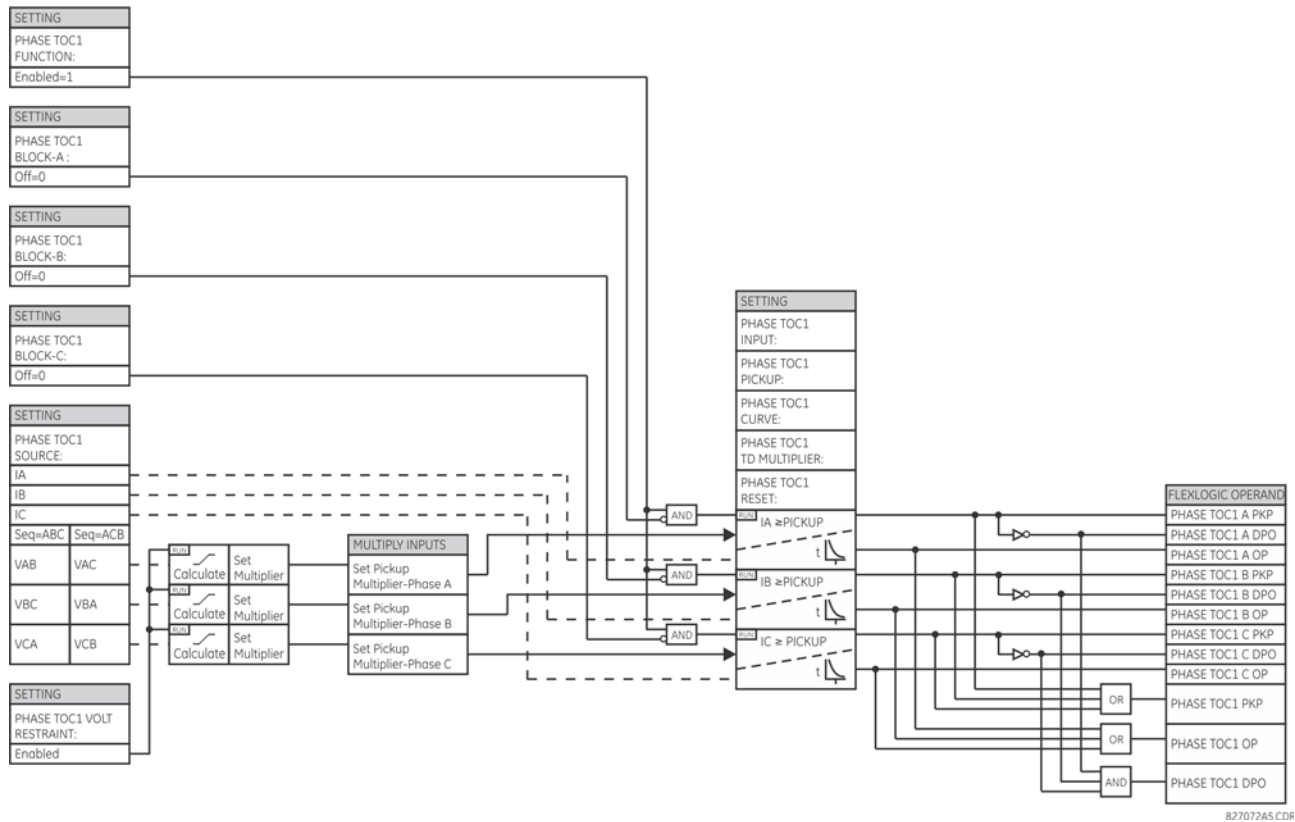 SETTING
PHASE TOC1
FUNCTION:
Enabled=1
SETTING
PHASE TOC1
BLOCK-A :
Off=0
SETTING
PHASE TOC1
BLOCK-B:
Off=0
SETTING
PHASE TOC1
BLOCK-C:
Off=0
SETTING
PHASE TOC1
SOURCE:
IA
IB
IC
Seq=ABC Seq=ACB
VAB VAC
VBC VBA
VCA VCB
SETTING
PHASE TOC1 VOLT
RESTRAINT:
Enabled
RUN
Calculate
Set
Multiplier
RUN
Calculate
Set
Multiplier
RUN
Calculate
Set
Multiplier
MULTIPLY INPUTS
Set Pickup
Multiplier-Phase A
Set Pickup
Multiplier-Phase B
Set Pickup
Multiplier-Phase C
AND
AND
AND
SETTING
PHASE TOC1
INPUT:
PHASE TOC1
PICKUP:
PHASE TOC1
CURVE:
PHASE TOC1
TD MULTIPLIER:
PHASE TOC1
RESET:
RUN IA ≥PICKUP
t
RUN IB ≥PICKUP
t
RUN IC ≥ PICKUP
t
OR
OR
AND
FLEXLOGIC OPERAND
PHASE TOC1 A PKP
PHASE TOC1 A DPO
PHASE TOC1 A OP
PHASE TOC1 B PKP
PHASE TOC1 B DPO
PHASE TOC1 B OP
PHASE TOC1 C PKP
PHASE TOC1 C DPO
PHASE TOC1 C OP
PHASE TOC1 PKP
PHASE TOC1 OP
PHASE TOC1 DPO
827072A5.CDR